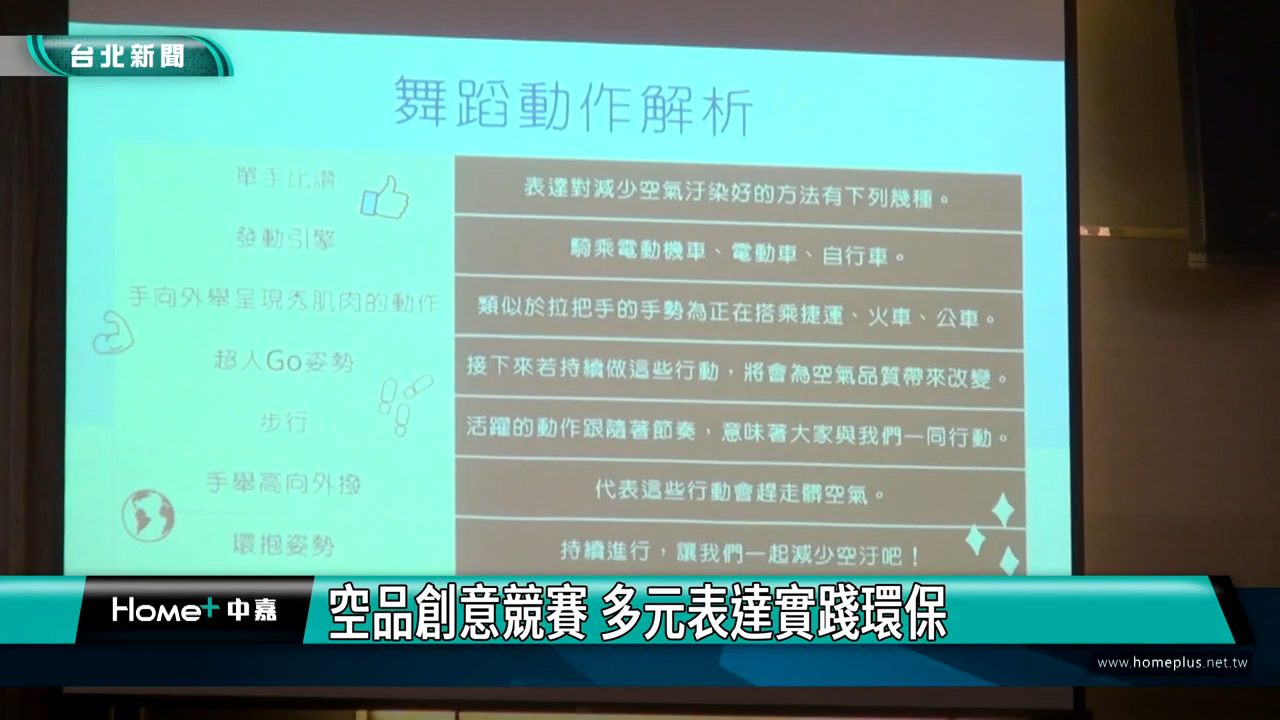 台北新聞
舞蹈動作解析
單手比讚
表達對減少空氣汙染好的方法有下列幾種。
發動引擎
騎乘電動機車、電動車、自行車。
手向外舉呈現秀肌肉的動作
類似於拉把手的手勢為正在搭乘捷運、火車、公車。
超人Go姿勢
接下來若持續做這些行動，將會為空氣品質帶來改變。
步行
活躍的動作跟隨著節奏，意味著大家與我們一同行動。
手舉高向外撥
代表這些行動會趕走髒空氣。
環抱姿勢
持續進行，讓我們一起減少空汙吧！
Home+ 中嘉
空品創意競賽 多元表達實踐環保
www.homeplus.net.tw